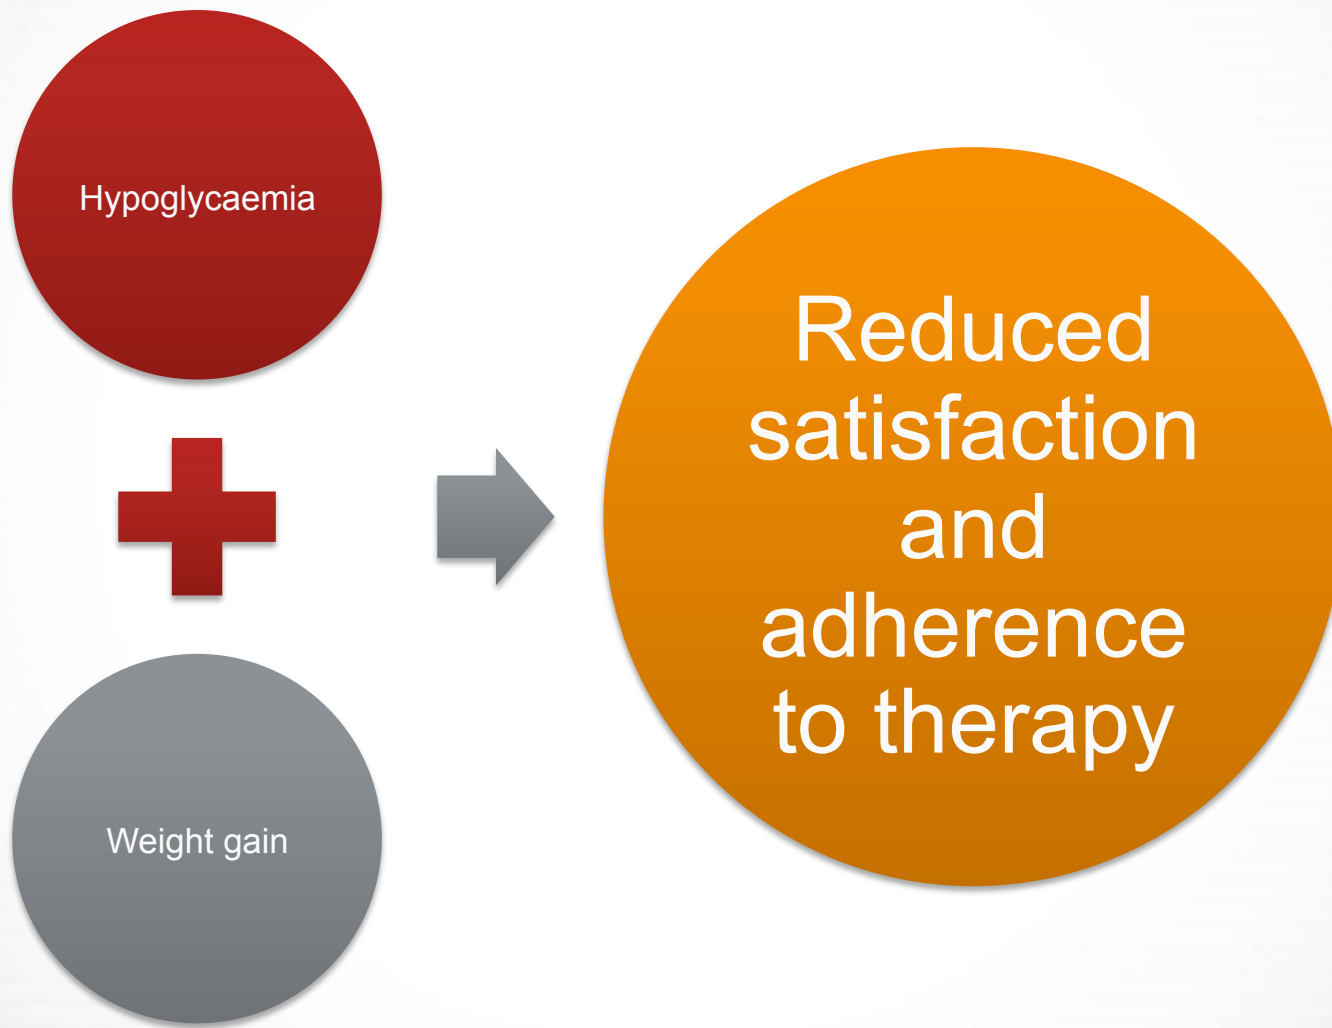 Hypoglycaemia
Weight gain
Reduced
satisfaction
and
adherence
to therapy